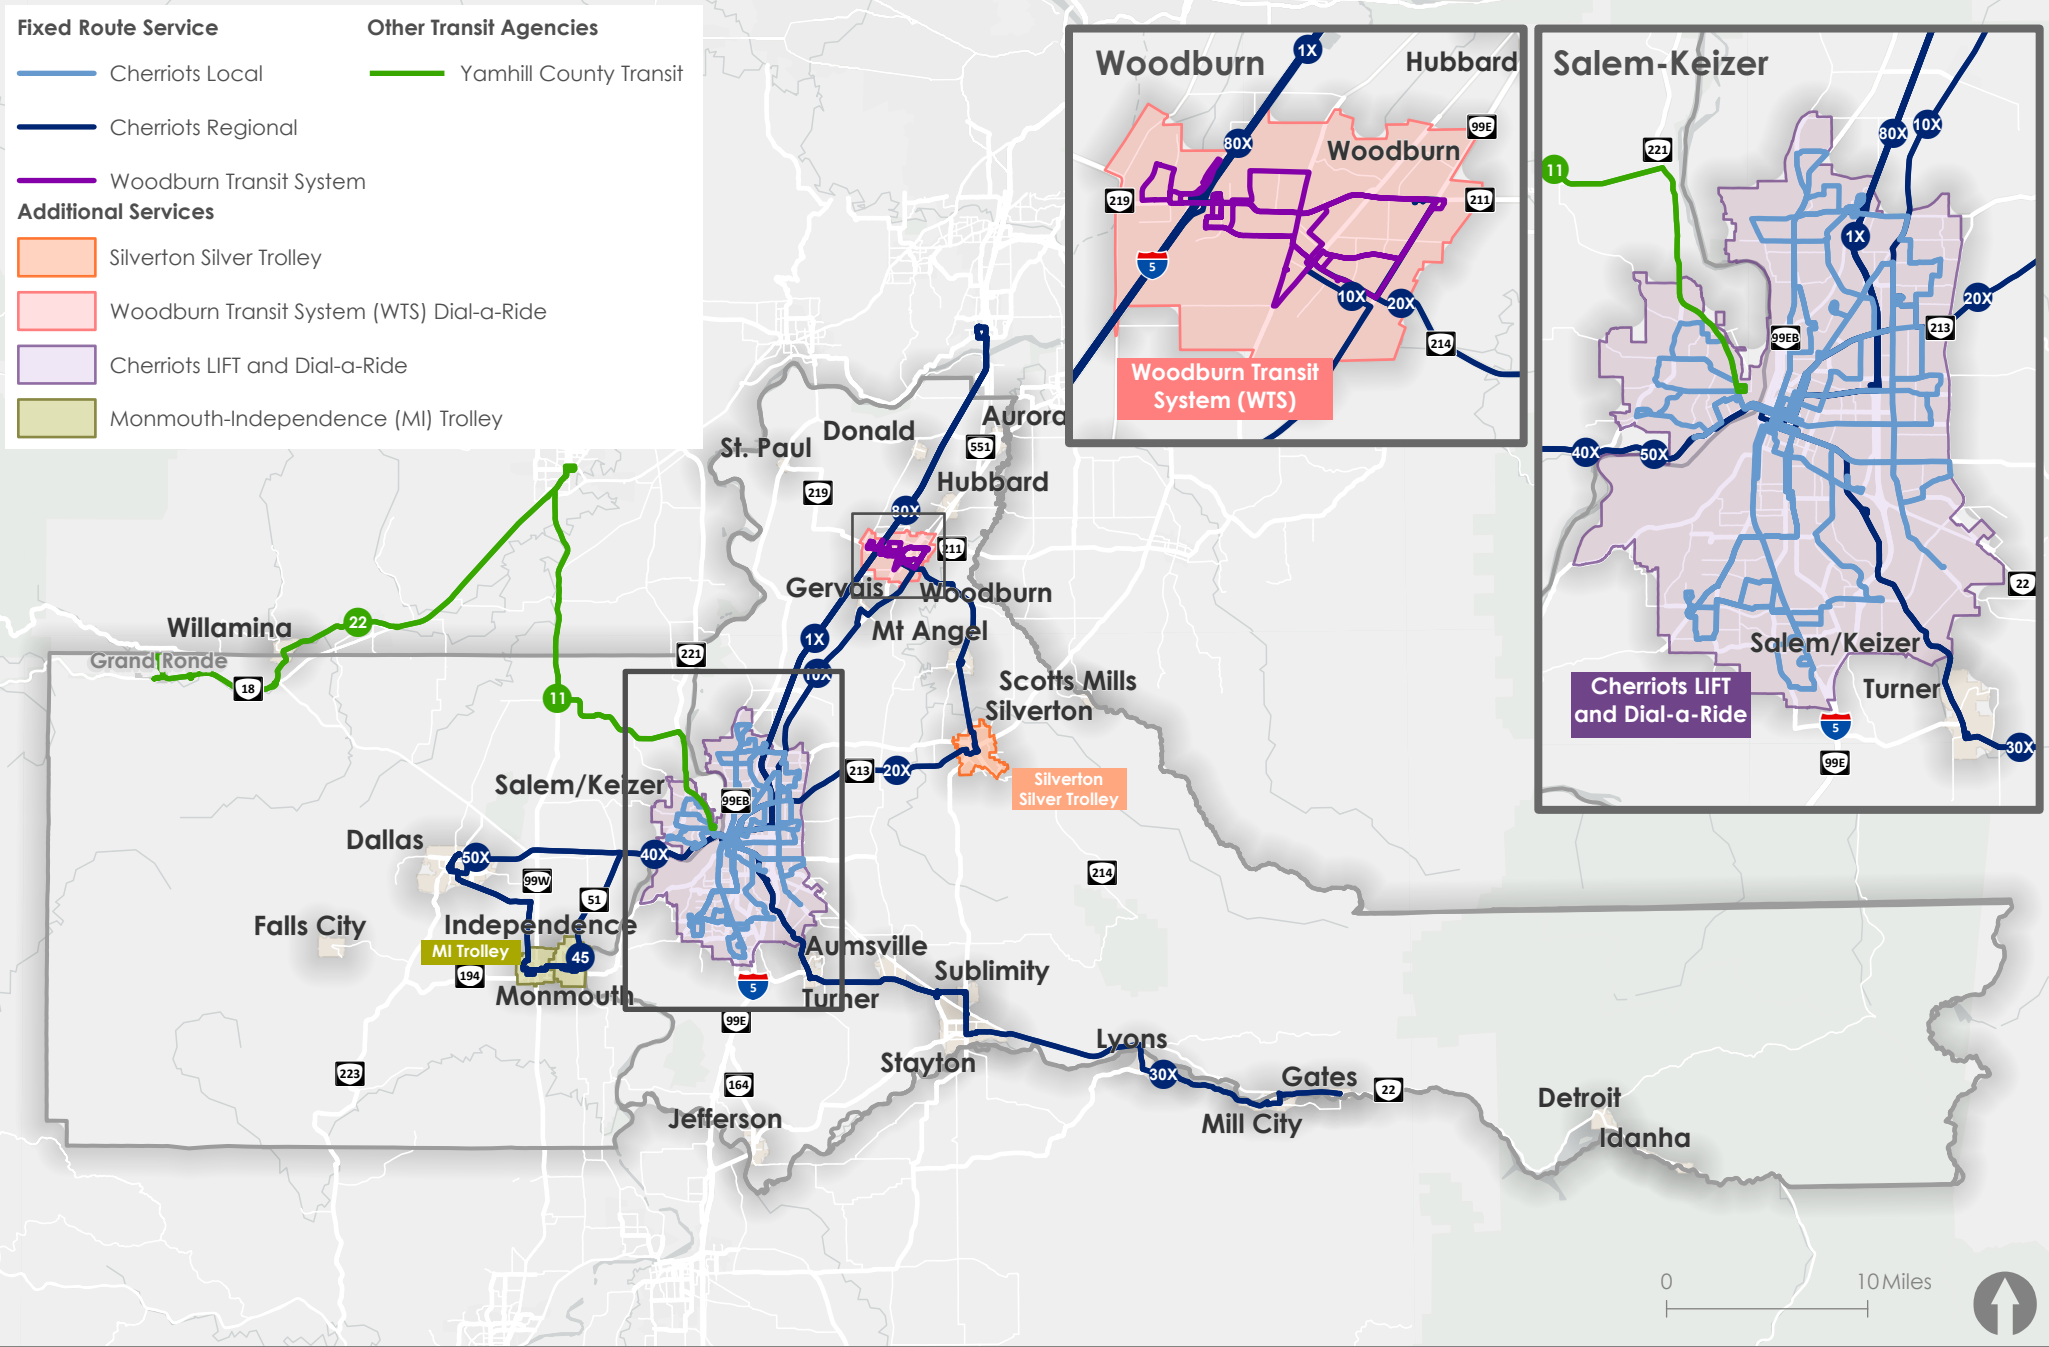 Fixed Route Service
Other Transit Agencies
Cherriots Local
Yamhill County Transit
Cherriots Regional
Woodburn Transit System
Additional Services
Silverton Silver Trolley
Woodburn Transit System (WTS) Dial-a-Ride
Cherriots LIFT and Dial-a-Ride
Monmouth-Independence (MI) Trolley
Woodburn
1X
Hubbard
99E
80X
Woodburn
219
211
5
10X
20X
214
Woodburn Transit
System (WTS)
Salem-Keizer
80X
10X
221
11
1X
20X
213
99EB
40X
50X
22
Salem/Keizer
Turner
Cherriots LIFT
and Dial-a-Ride
5
99E
30X
Aurora
Donald
551
St. Paul
Hubbard
219
80X
211
Gervais
Woodburn
22
Willamina
1X
Mt Angel
221
Grand Ronde
10X
18
Scotts Mills
11
Silverton
213
20X
Salem/Keizer
Silverton
Silver Trolley
99EB
Dallas
50X
40X
99W
214
51
Falls City
Independence
MI Trolley
45
Aumsville
194
Sublimity
5
Monmouth
Turner
99E
Lyons
Stayton
223
30X
Gates
164
22
Detroit
Jefferson
Mill City
Idanha
0
10 Miles